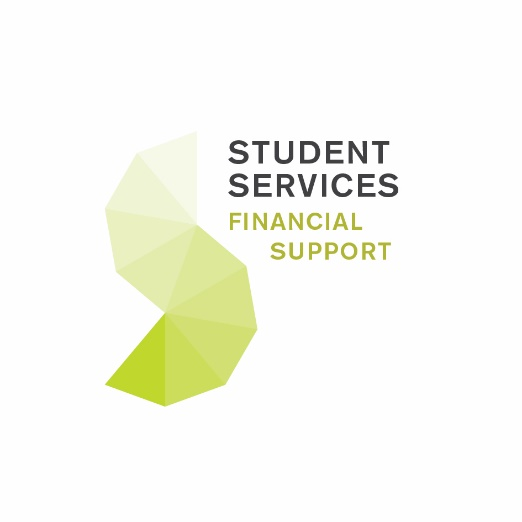 STUDENT
SERVICES
FINANCIAL
SUPPORT